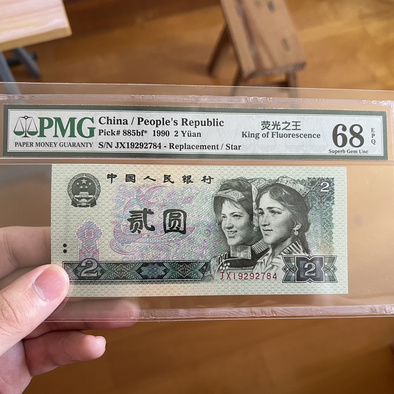 PMG
PAPER MONEY GUARANTY
China / People's Republic
Pick# 885bf* 1990 2 Yüan
S/N JX19292784 - Replacement / Star
荧光之王
King of Fluorescence
68
EPQ
Superb Gem Unc
中国人民银行
2
贰圆
JX19292784
2
2